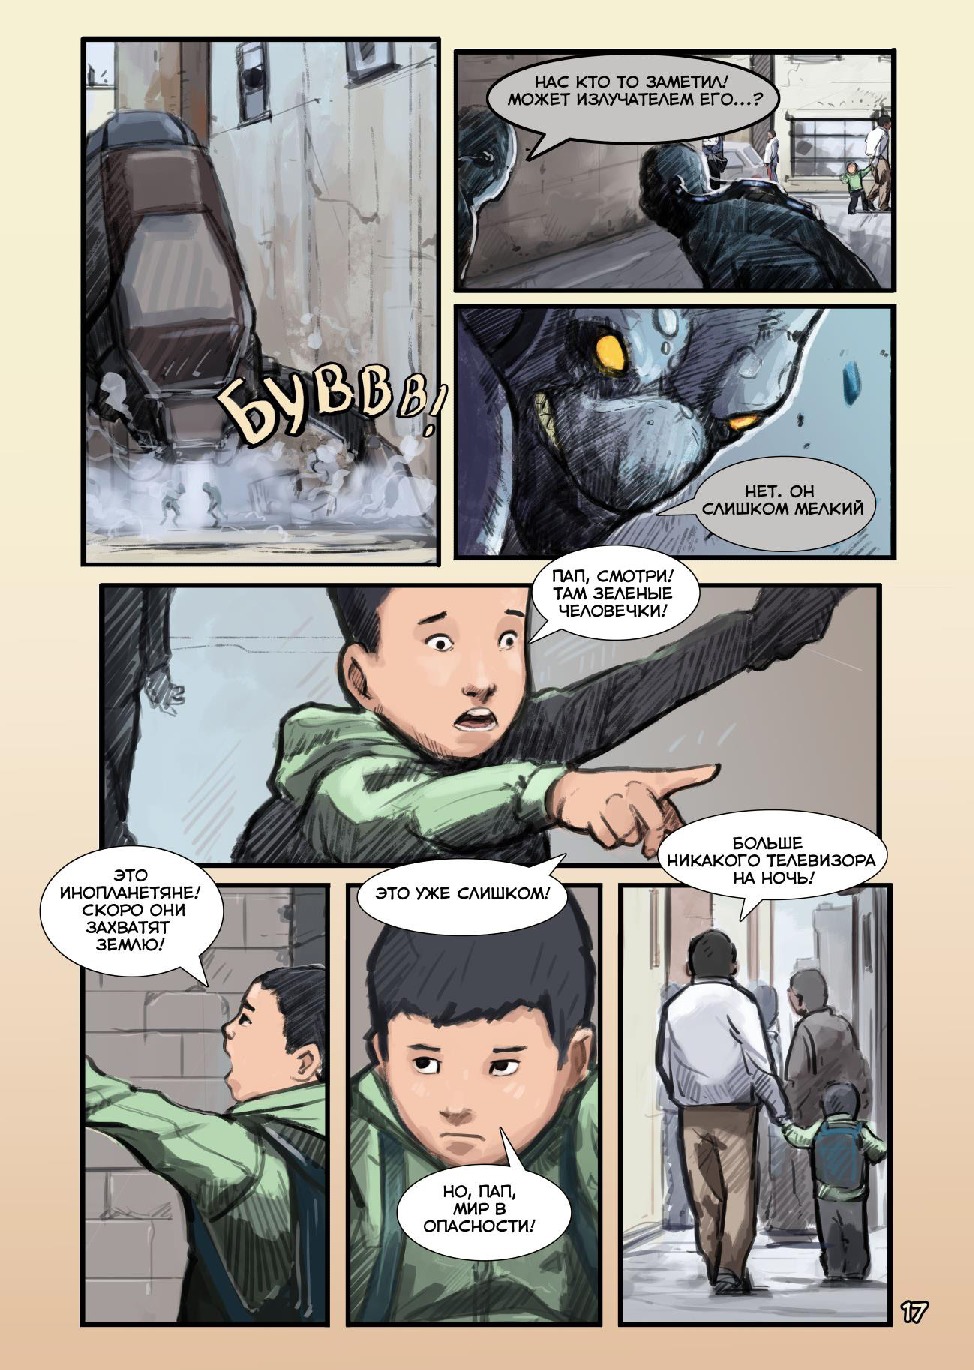 БУВВВ!
НАС КТО ТО ЗАМЕТИЛ!
МОЖЕТ ИЗЛУЧАТЕЛЕМ ЕГО...?
НЕТ. ОН
СЛИШКОМ МЕЛКИЙ
ПАП, СМОТРИ!
ТАМ ЗЕЛЕНЫЕ
ЧЕЛОВЕЧКИ!
ЭТО
ИНОПЛАНЕТЯНЕ!
СКОРО ОНИ
ЗАХВАТЯТ
ЗЕМЛЮ!
ЭТО УЖЕ СЛИШКОМ!
НО, ПАП,
МИР В
ОПАСНОСТИ!
БОЛЬШЕ
НИКАКОГО ТЕЛЕВИЗОРА
НА НОЧЬ!
17